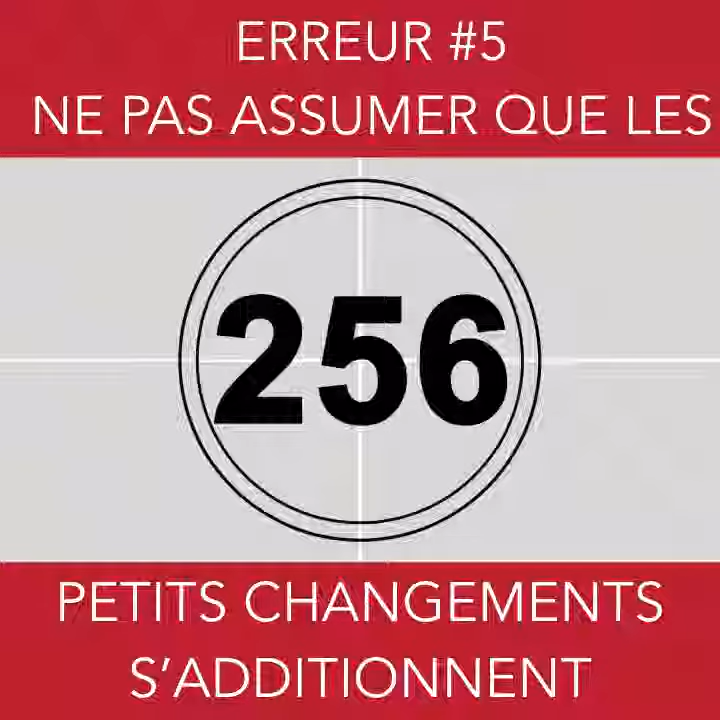 ERREUR #5
NE PAS ASSUMER QUE LES
256
PETITS CHANGEMENTS
S’ADDITIONNENT